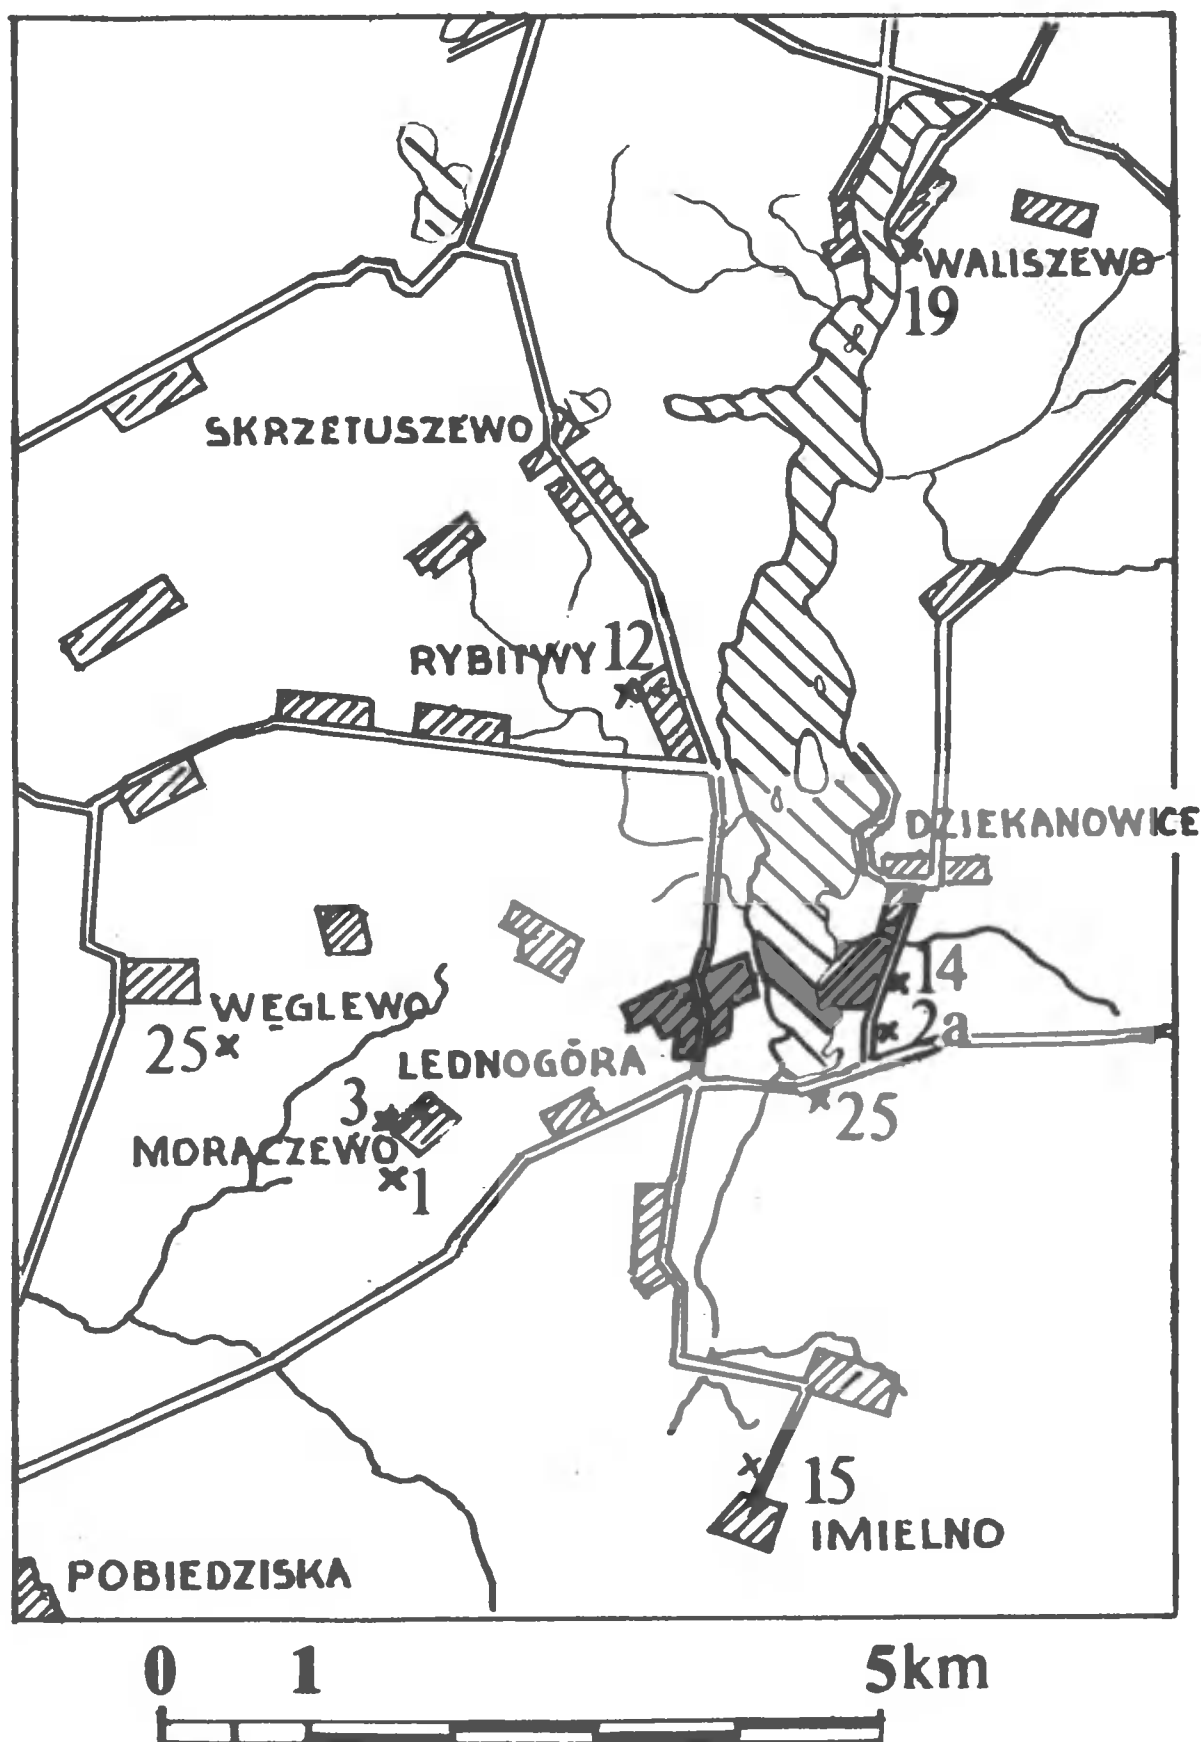 WALISZEWO
19
SKRZETUSZEWO
RYBITWY 12
DZIEKANOWICE
14
WĘGLEWO
2a
25
LEDNOGÓRA
3
25
MORACZEWO
1
15
IMIELNO
POBIEDZISKA
0 1 5km